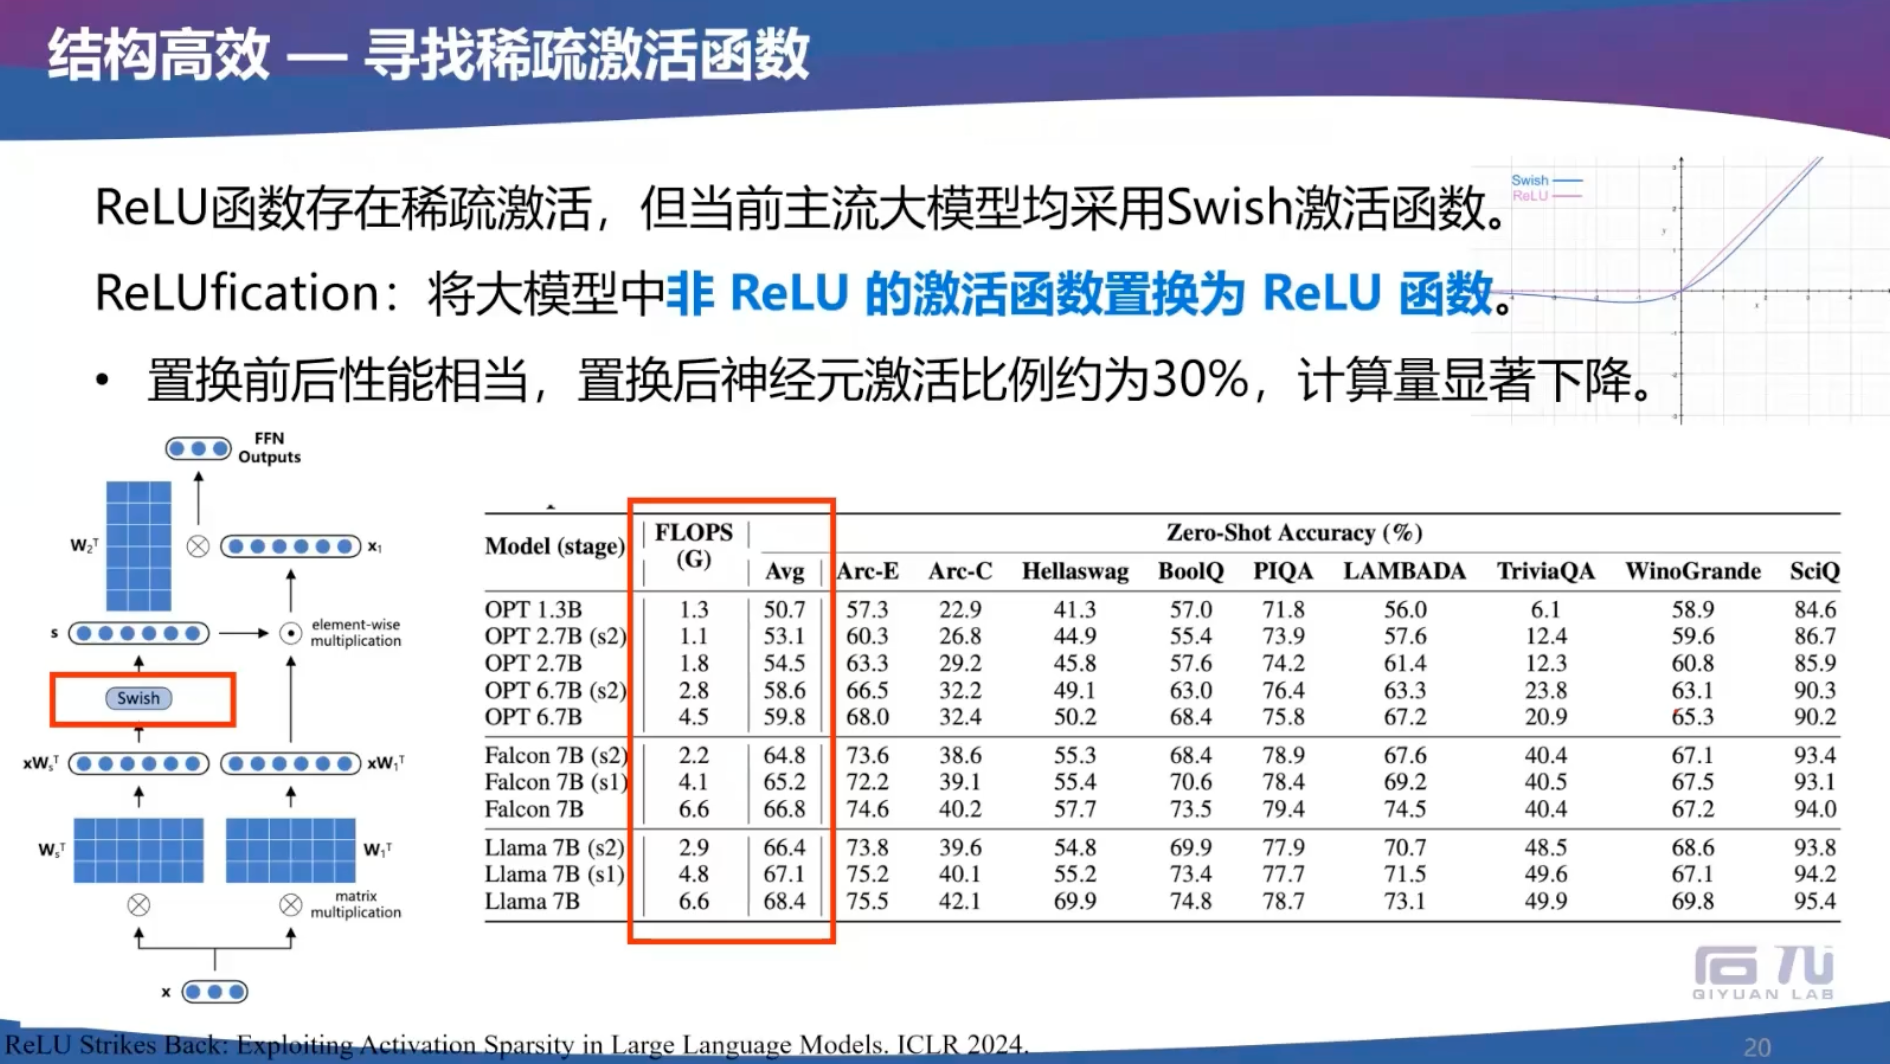 结构高效 — 寻找稀疏激活函数
ReLU函数存在稀疏激活，但当前主流大模型均采用Swish激活函数。
Swish
ReLU
ReLUfication：将大模型中非 ReLU 的激活函数置换为 ReLU 函数。
• 置换前后性能相当，置换后神经元激活比例约为30%，计算量显著下降。
FFN
Outputs
W₂ᵀ
x₁
s
element-wise
multiplication
Swish
xWₛᵀ
xW₁ᵀ
Wₛᵀ
W₁ᵀ
matrix
multiplication
x
Model (stage) FLOPS (G) Zero-Shot Accuracy (%)
Avg Arc-E Arc-C Hellaswag BoolQ PIQA LAMBADA TriviaQA WinoGrande SciQ
OPT 1.3B 1.3 50.7 57.3 22.9 41.3 57.0 71.8 56.0 6.1 58.9 84.6
OPT 2.7B (s2) 1.1 53.1 60.3 26.8 44.9 55.4 73.9 57.6 12.4 59.6 86.7
OPT 2.7B 1.8 54.5 63.3 29.2 45.8 57.6 74.2 61.4 12.3 60.8 85.9
OPT 6.7B (s2) 2.8 58.6 66.5 32.2 49.1 63.0 76.4 63.3 23.8 63.1 90.3
OPT 6.7B 4.5 59.8 68.0 32.4 50.2 68.4 75.8 67.2 20.9 65.3 90.2
Falcon 7B (s2) 2.2 64.8 73.6 38.6 55.3 68.4 78.9 67.6 40.4 67.1 93.4
Falcon 7B (s1) 4.1 65.2 72.2 39.1 55.4 70.6 78.4 69.2 40.5 67.5 93.1
Falcon 7B 6.6 66.8 74.6 40.2 57.7 73.5 79.4 74.5 40.4 67.2 94.0
Llama 7B (s2) 2.9 66.4 73.8 39.6 54.8 69.9 77.9 70.7 48.5 68.6 93.8
Llama 7B (s1) 4.8 67.1 75.2 40.1 55.2 73.4 77.7 71.5 49.6 67.1 94.2
Llama 7B 6.6 68.4 75.5 42.1 69.9 74.8 78.7 73.1 49.9 69.8 95.4
QIYUAN LAB
ReLU Strikes Back: Exploiting Activation Sparsity in Large Language Models. ICLR 2024.
20